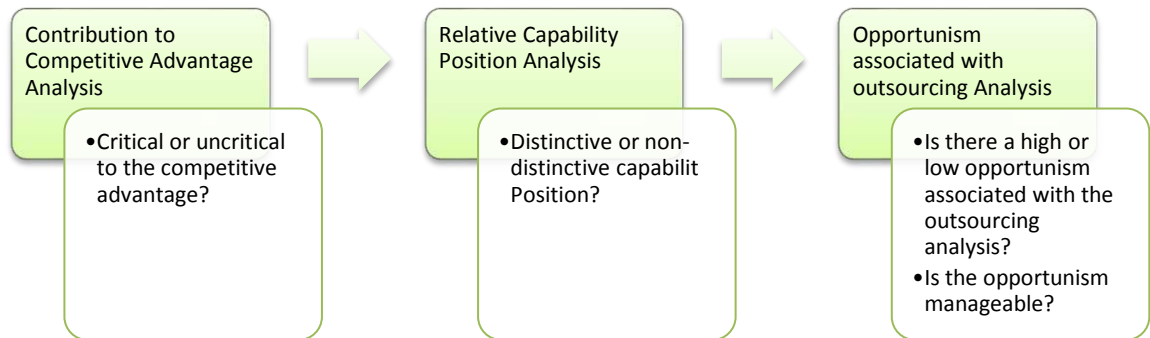 Contribution to
Competitive Advantage
Analysis
•Critical or uncritical
to the competitive
advantage?
Relative Capability
Position Analysis
•Distinctive or non-
distinctive capabilit
Position?
Opportunism
associated with
outsourcing Analysis
•Is there a high or
low opportunism
associated with the
outsourcing
analysis?
•Is the opportunism
manageable?